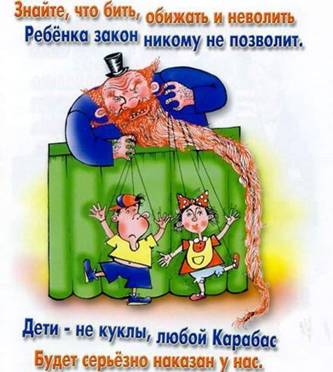 Знайте, что бить, обижать и неволить
Ребёнка закон никому не позволит.
Дети - не куклы, любой Карабас
Будет серьёзно наказан у нас.